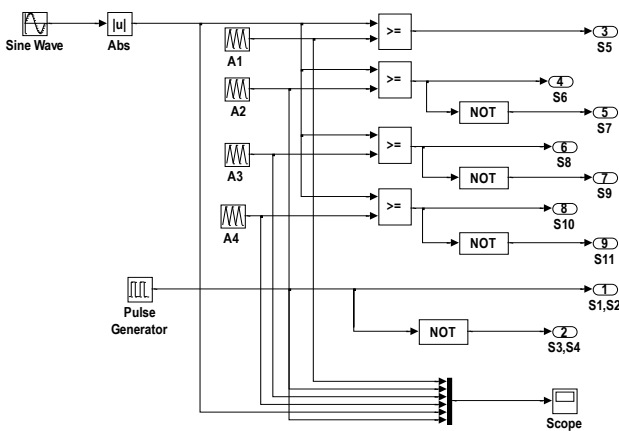 Sine Wave
|u|
Abs
A1
A2
A3
A4
>=
3
S5
>=
4
S6
NOT
5
S7
>=
6
S8
NOT
7
S9
>=
8
S10
NOT
9
S11
Pulse
Generator
1
S1,S2
NOT
2
S3,S4
Scope